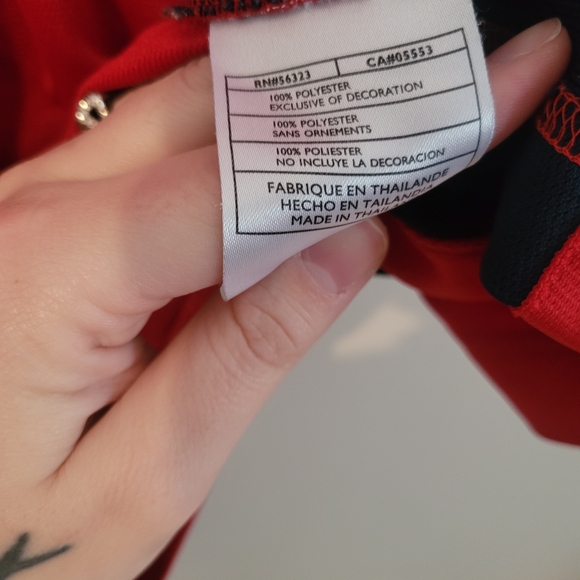 RN#56323 CA#05553
100% POLYESTER
EXCLUSIVE OF DECORATION
100% POLYESTER
SANS ORNEMENTS
100% POLIESTER
NO INCLUYE LA DECORACION
FABRIQUE EN THAILANDE
HECHO EN TAILANDIA
MADE IN THAILAND